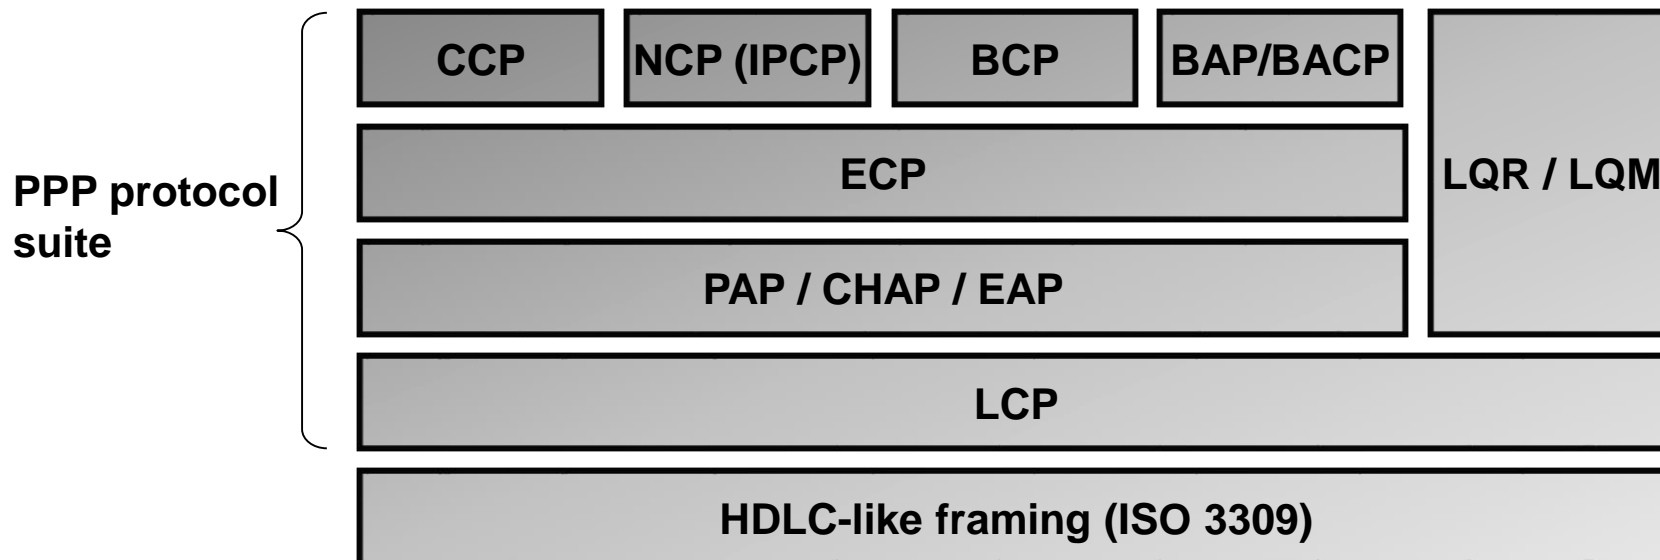 CCP
NCP (IPCP)
BCP
BAP/BACP
ECP
LQR / LQM
PPP protocol
suite
PAP / CHAP / EAP
LCP
HDLC-like framing (ISO 3309)